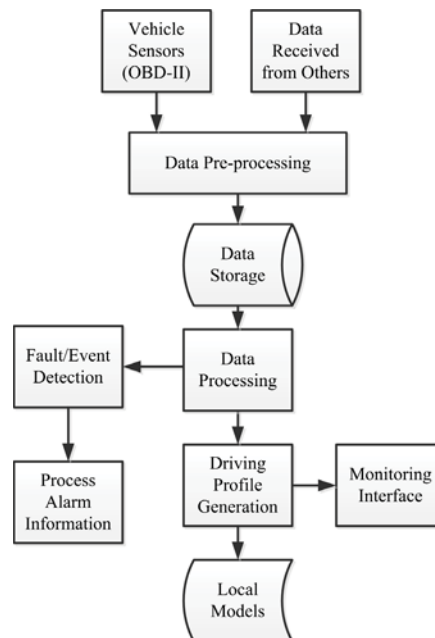 Vehicle
Sensors
(OBD-II)
Data
Received
from Others
Data Pre-processing
Data
Storage
Fault/Event
Detection
Data
Processing
Process
Alarm
Information
Driving
Profile
Generation
Monitoring
Interface
Local
Models